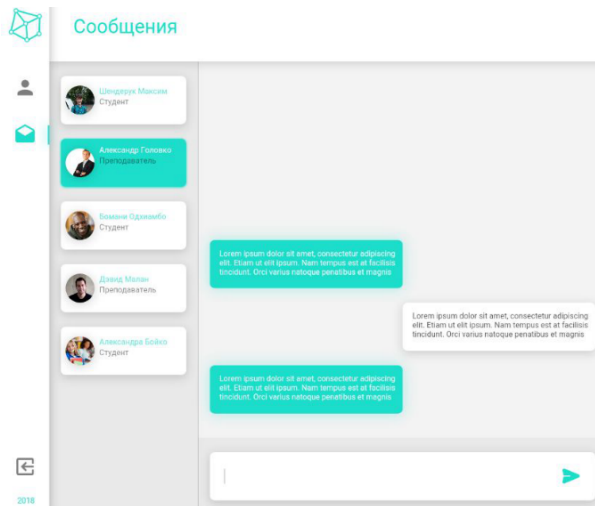 Сообщения
Шендерук Максим
Студент
Александр Головко
Преподаватель
Студент
Дэвид Малан
Преподаватель
Александра Бойко
Студент
Lorem ipsum dolor sit amet, consectetur adipiscing
elit. Etiam ut elit ipsum. Nam tempus est at facilisis
tincidunt. Orci varius natoque penatibus et magnis
Lorem ipsum dolor sit amet, consectetur adipiscing
elit. Etiam ut elit ipsum. Nam tempus est at facilisis
tincidunt. Orci varius natoque penatibus et magnis
Lorem ipsum dolor sit amet, consectetur adipiscing
elit. Etiam ut elit ipsum. Nam tempus est at facilisis
tincidunt. Orci varius natoque penatibus et magnis
2018